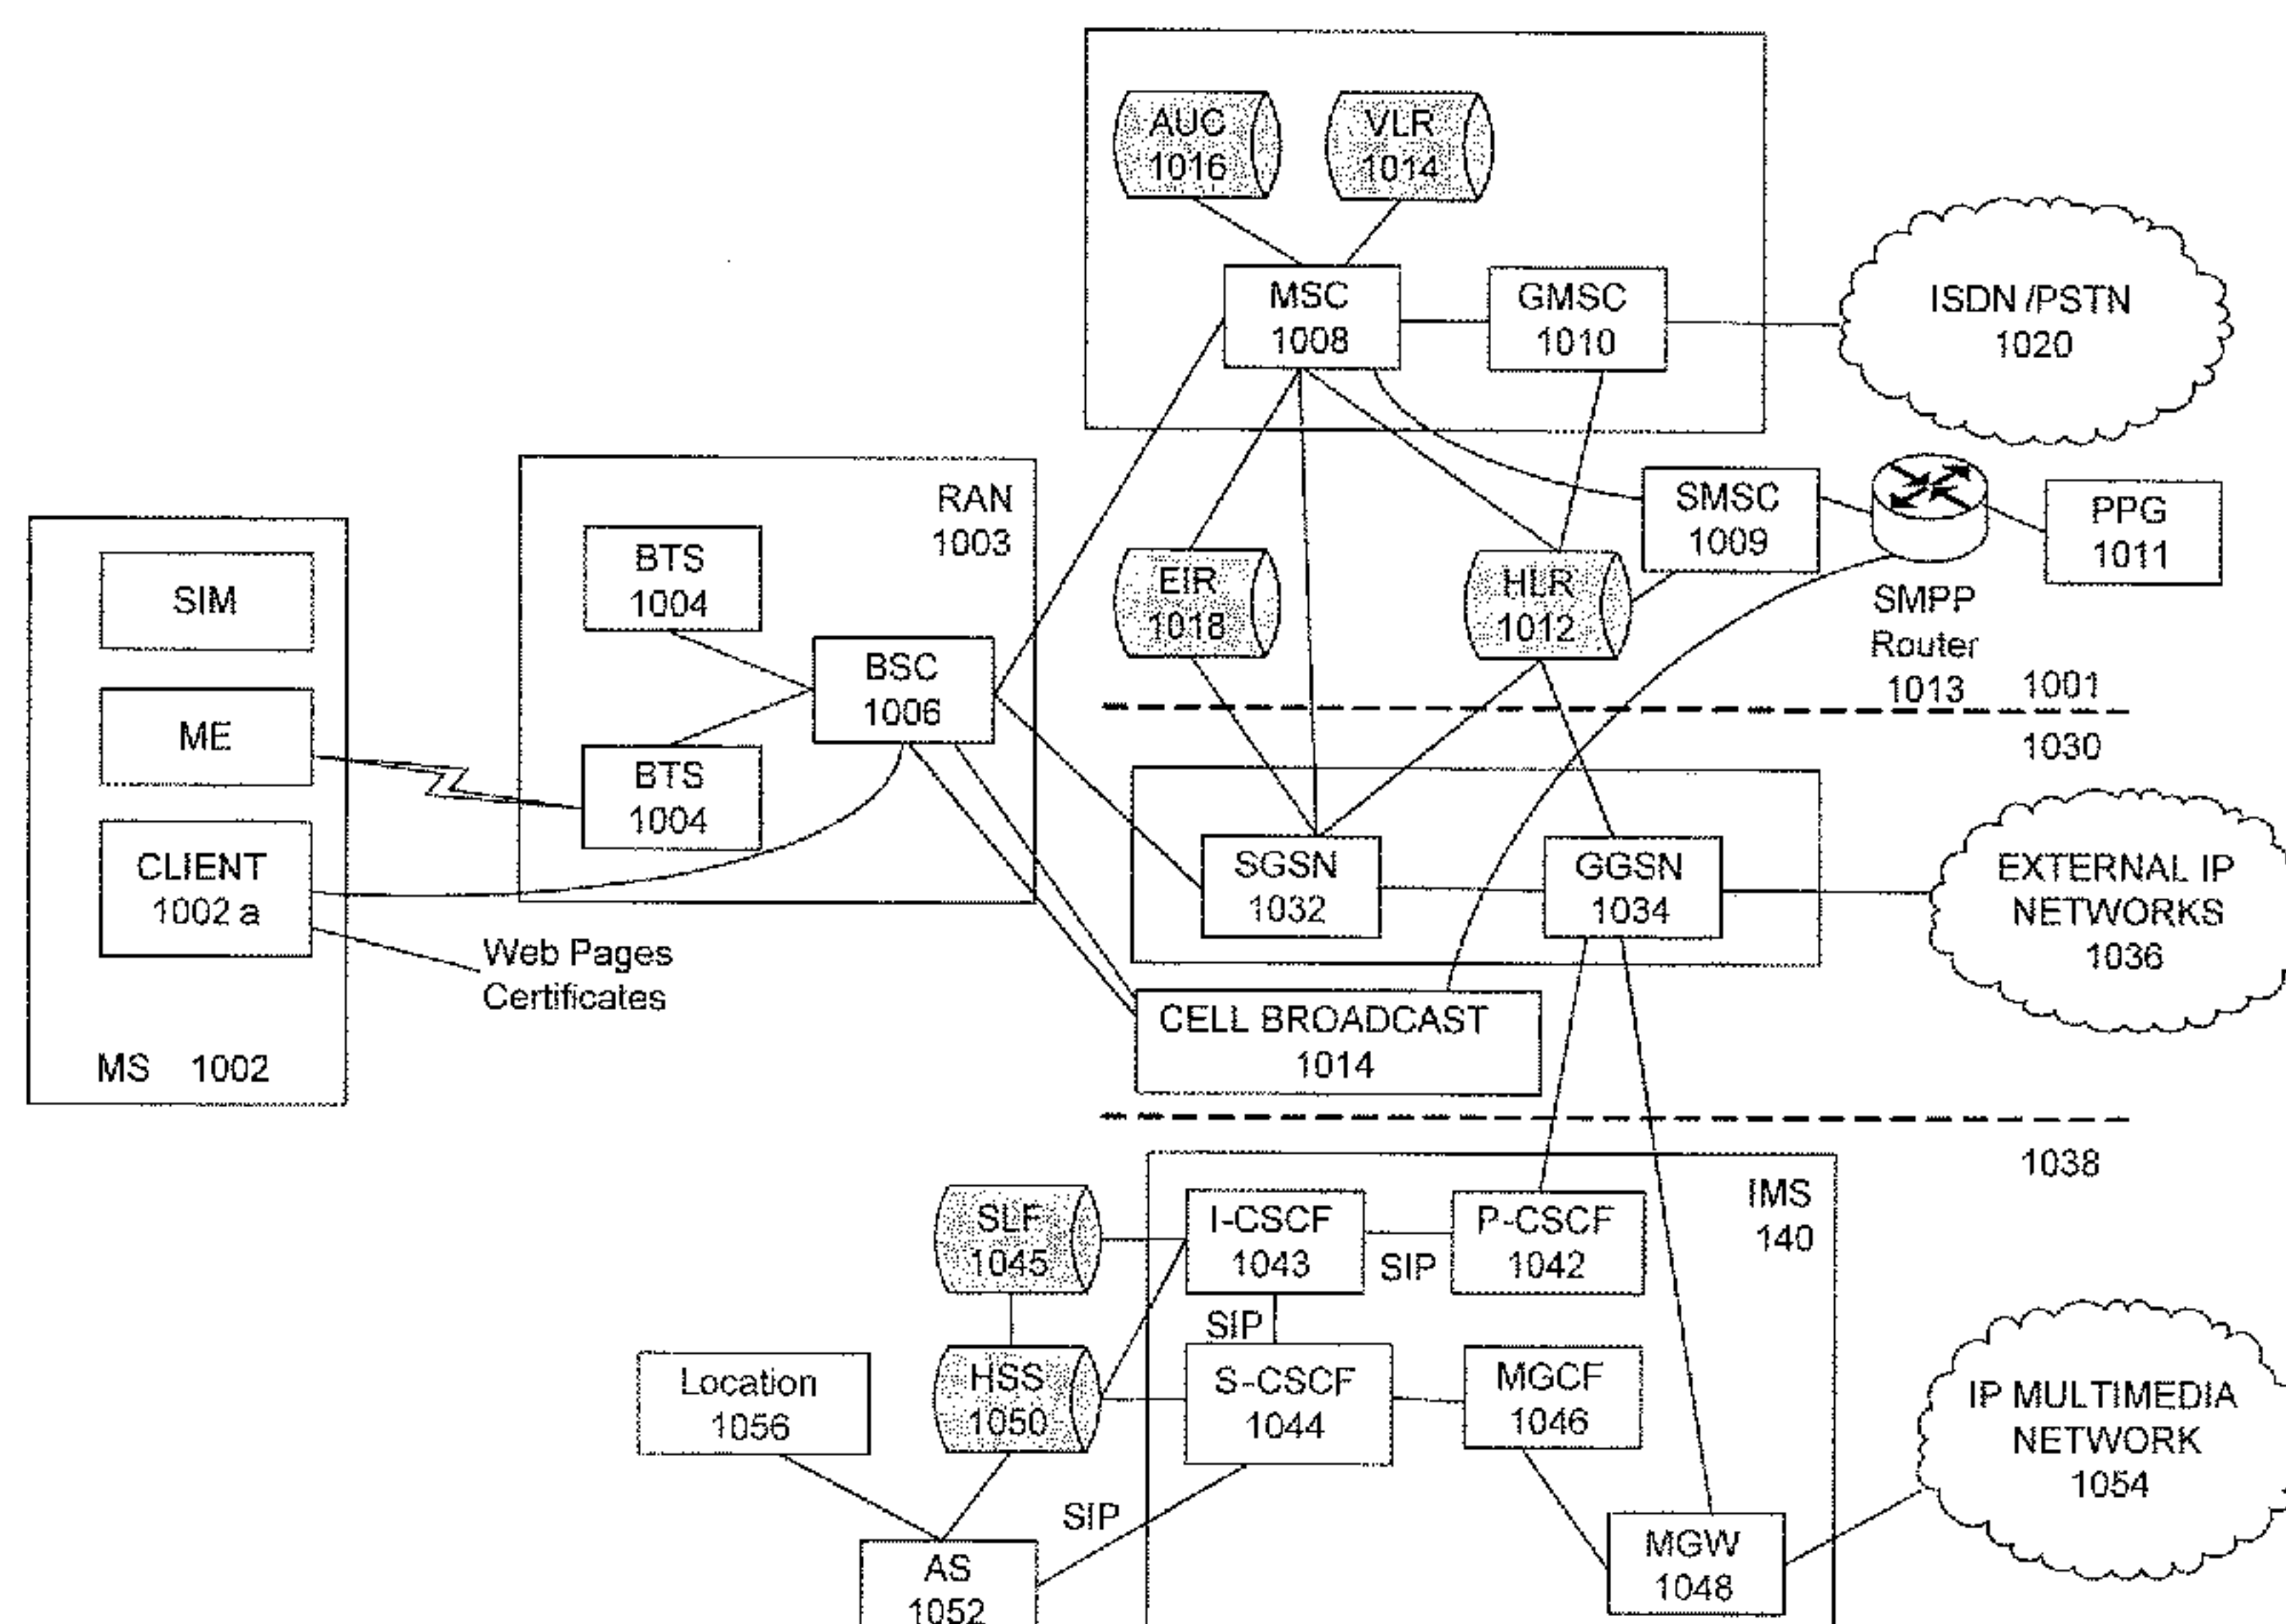 AUC
1016
VLR
1014
MSC
1008
GMSC
1010
ISDN /PSTN
1020
RAN
1003
SMSC
1009
PPG
1011
SIM
BTS
1004
EIR
1018
HLR
1012
SMPP
Router
1013
1001
BSC
1006
ME
1030
BTS
1004
CLIENT
1002 a
SGSN
1032
GGSN
1034
EXTERNAL IP
NETWORKS
1036
Web Pages
Certificates
CELL BROADCAST
1014
MS 1002
1038
SLF
1045
I-CSCF
1043
SIP
P-CSCF
1042
IMS
140
SIP
Location
1056
HSS
1050
S-CSCF
1044
MGCF
1046
IP MULTIMEDIA
NETWORK
1054
SIP
AS
1052
MGW
1048